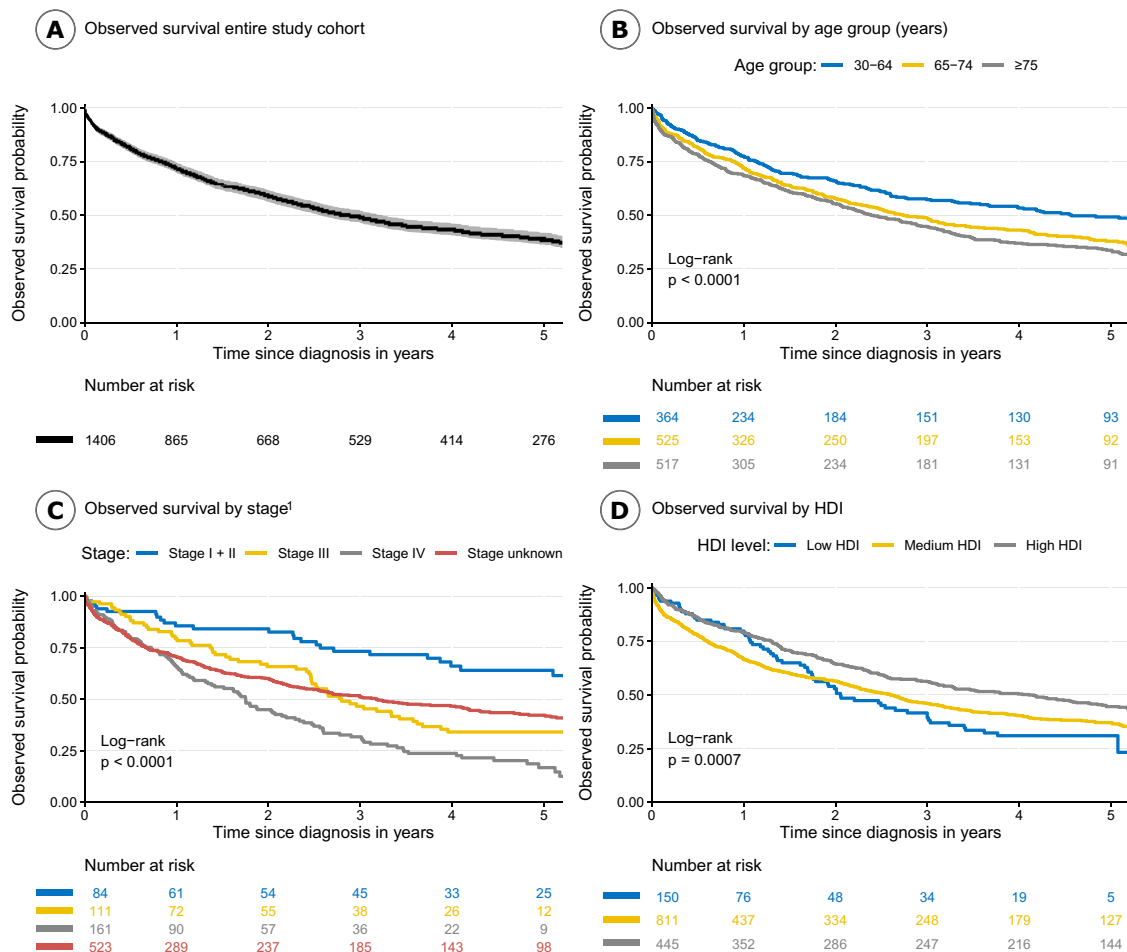 A Observed survival entire study cohort
Observed survival probability
1.00
0.75
0.50
0.25
0.00
0 1 2 3 4 5
Time since diagnosis in years
Number at risk
1406 865 668 529 414 276
B Observed survival by age group (years)
Age group: 30−64 65−74 ≥75
Observed survival probability
1.00
0.75
0.50
0.25
0.00
Log−rank
p < 0.0001
0 1 2 3 4 5
Time since diagnosis in years
Number at risk
364 234 184 151 130 93
525 326 250 197 153 92
517 305 234 181 131 91
C Observed survival by stage¹
Stage: Stage I + II Stage III Stage IV Stage unknown
Observed survival probability
1.00
0.75
0.50
0.25
0.00
Log−rank
p < 0.0001
0 1 2 3 4 5
Time since diagnosis in years
Number at risk
84 61 54 45 33 25
111 72 55 38 26 12
161 90 57 36 22 9
523 289 237 185 143 98
D Observed survival by HDI
HDI level: Low HDI Medium HDI High HDI
Observed survival probability
1.00
0.75
0.50
0.25
0.00
Log−rank
p = 0.0007
0 1 2 3 4 5
Time since diagnosis in years
Number at risk
150 76 48 34 19 5
811 437 334 248 179 127
445 352 286 247 216 144